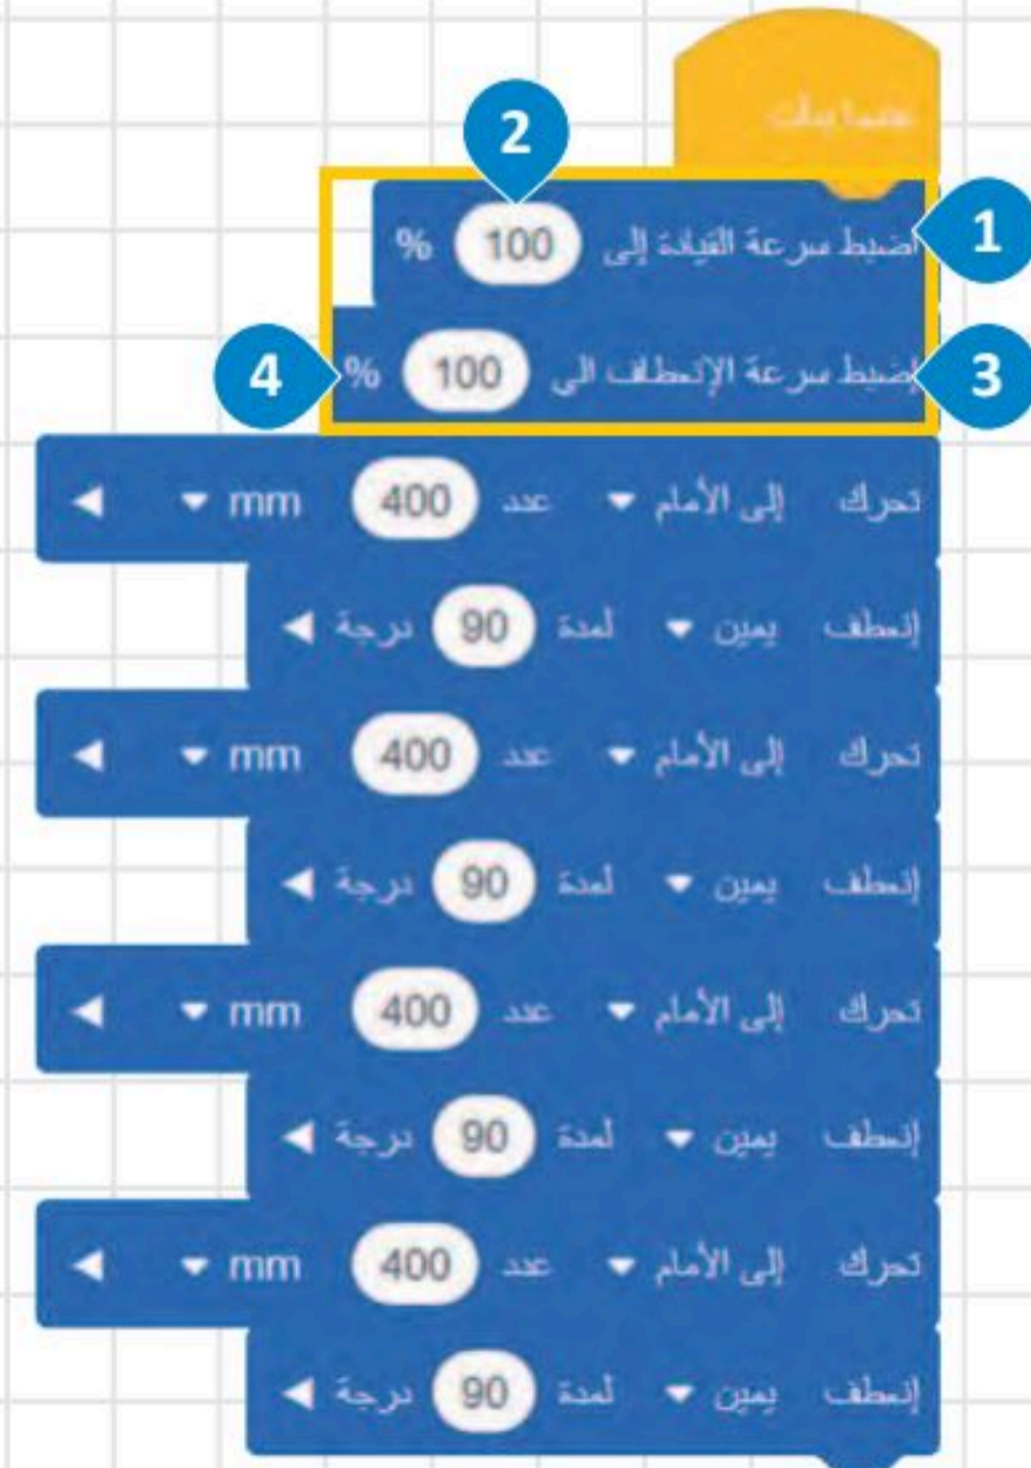 عندما بدأت
2
اضبط سرعة القيادة إلى 100 %
1
إضبط سرعة الإنعطاف الى 100 %
3
4
تحرك إلى الأمام عدد 400 mm
إنعطف يمين لمدة 90 درجة
تحرك إلى الأمام عدد 400 mm
إنعطف يمين لمدة 90 درجة
تحرك إلى الأمام عدد 400 mm
إنعطف يمين لمدة 90 درجة
تحرك إلى الأمام عدد 400 mm
إنعطف يمين لمدة 90 درجة